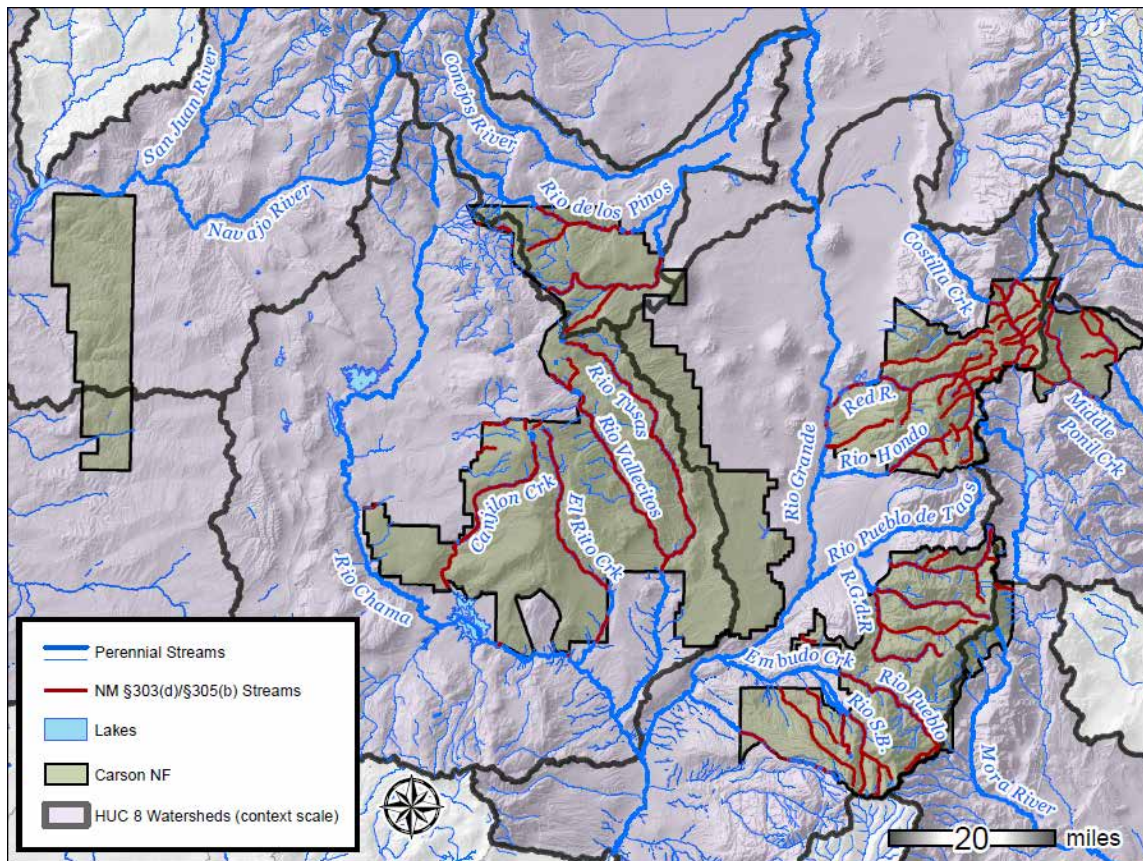 San Juan River
Conejos River
Navajo River
Rio de los Pinos
Costilla Crk
Rio Tusas
Rio Vallecitos
Red R.
Middle
Ponil Crk
Rio Hondo
Rio Grande
Canjilon Crk
El Rito Crk
Rio Pueblo de Taos
Rio Chama
R.Grd.R
Embudo Crk
Rio Pueblo
Rio S.B.
Mora River
Perennial Streams
NM §303(d)/§305(b) Streams
Lakes
Carson NF
HUC 8 Watersheds (context scale)
20 miles